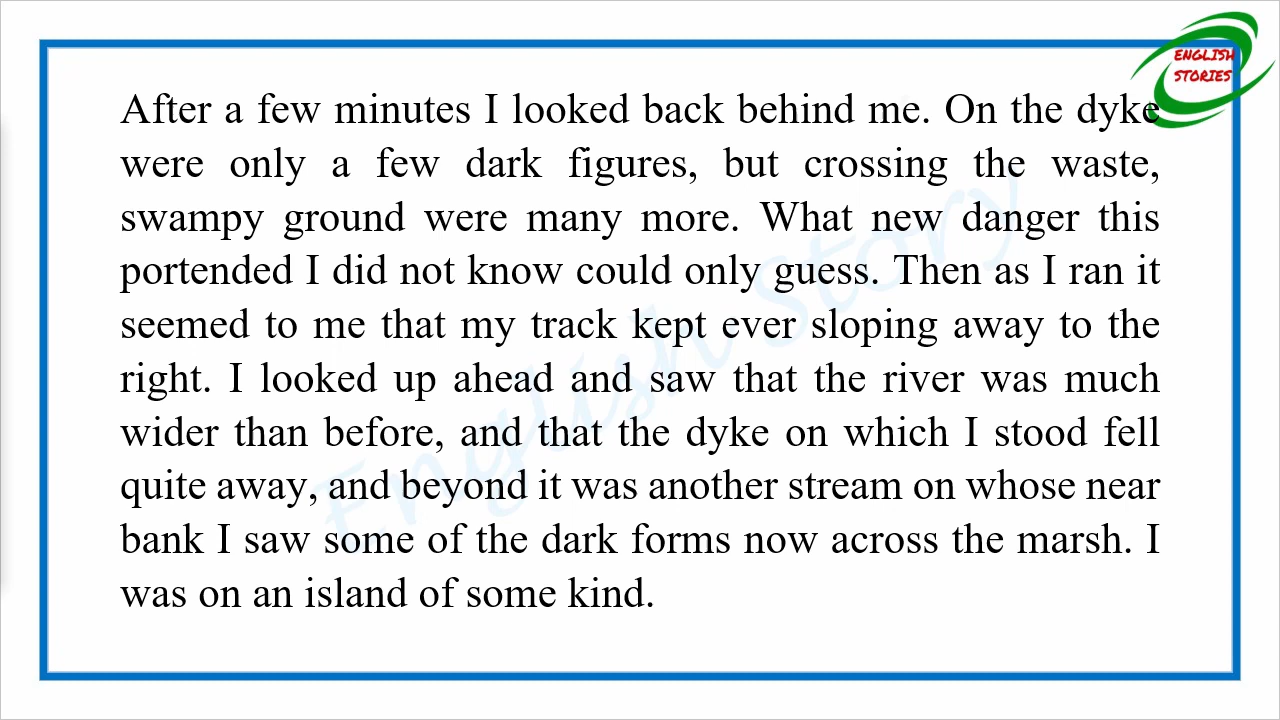 ENGLISH
STORIES
After a few minutes I looked back behind me. On the dyke
were only a few dark figures, but crossing the waste,
swampy ground were many more. What new danger this
portended I did not know could only guess. Then as I ran it
seemed to me that my track kept ever sloping away to the
right. I looked up ahead and saw that the river was much
wider than before, and that the dyke on which I stood fell
quite away, and beyond it was another stream on whose near
bank I saw some of the dark forms now across the marsh. I
was on an island of some kind.
English Story